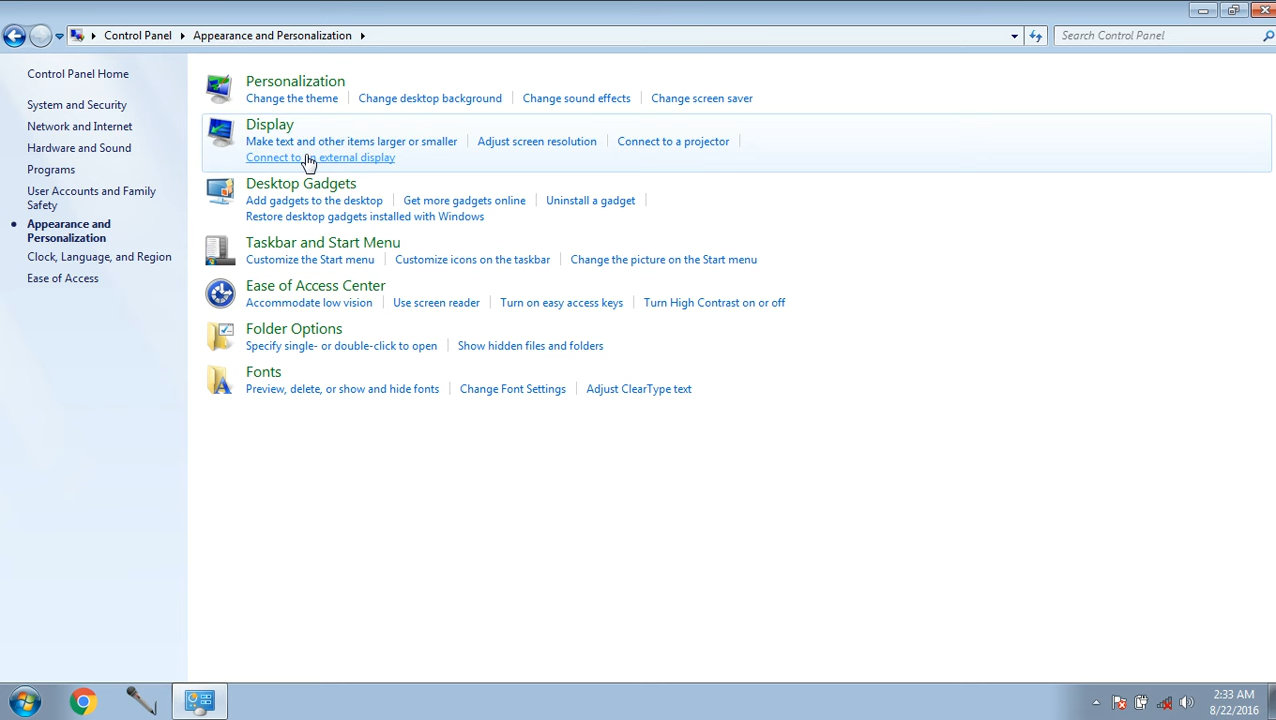 Control Panel
Appearance and Personalization
Search Control Panel
Control Panel Home
System and Security
Network and Internet
Hardware and Sound
Programs
User Accounts and Family
Safety
Appearance and
Personalization
Clock, Language, and Region
Ease of Access
Personalization
Change the theme
Change desktop background
Change sound effects
Change screen saver
Display
Make text and other items larger or smaller
Adjust screen resolution
Connect to a projector
Connect to an external display
Desktop Gadgets
Add gadgets to the desktop
Get more gadgets online
Uninstall a gadget
Restore desktop gadgets installed with Windows
Taskbar and Start Menu
Customize the Start menu
Customize icons on the taskbar
Change the picture on the Start menu
Ease of Access Center
Accommodate low vision
Use screen reader
Turn on easy access keys
Turn High Contrast on or off
Folder Options
Specify single- or double-click to open
Show hidden files and folders
Fonts
Preview, delete, or show and hide fonts
Change Font Settings
Adjust ClearType text
2:33 AM
8/22/2016